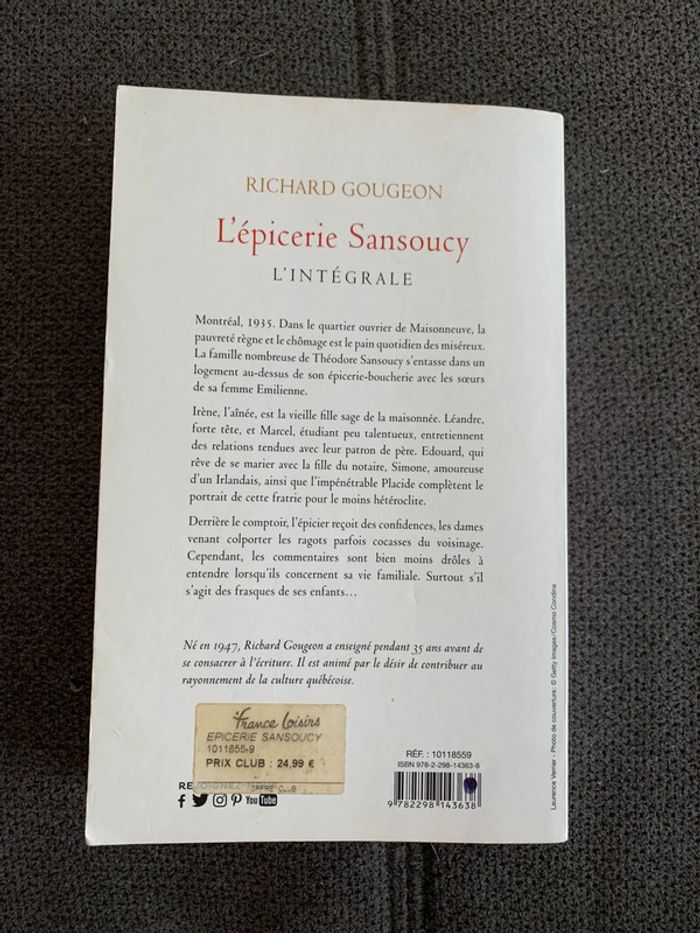 RICHARD GOUGEON
L'épicerie Sansoucy
L'INTÉGRALE
Montréal, 1935. Dans le quartier ouvrier de Maisonneuve, la
pauvreté règne et le chômage est le pain quotidien des miséreux.
La famille nombreuse de Théodore Sansoucy s'entasse dans un
logement au-dessus de son épicerie-boucherie avec les sœurs
de sa femme Emilienne.
Irène, l'aînée, est la vieille fille sage de la maisonnée. Léandre,
forte tête, et Marcel, étudiant peu talentueux, entretiennent
des relations tendues avec leur patron de père. Edouard, qui
rêve de se marier avec la fille du notaire, Simone, amoureuse
d'un Irlandais, ainsi que l'impénétrable Placide complètent le
portrait de cette fratrie pour le moins hétéroclite.
Derrière le comptoir, l'épicier reçoit des confidences, les dames
venant colporter les ragots parfois cocasses du voisinage.
Cependant, les commentaires sont bien moins drôles à
entendre lorsqu'ils concernent sa vie familiale. Surtout s'il
s'agit des frasques de ses enfants…
Né en 1947, Richard Gougeon a enseigné pendant 35 ans avant de
se consacrer à l'écriture. Il est animé par le désir de contribuer au
rayonnement de la culture québécoise.
France Loisirs
EPICERIE SANSOUCY
1011855-9
PRIX CLUB : 24,99 €
CLUB
You Tube
RÉF. : 10118559
ISBN 978-2-298-14363-8
9 782298 143638
Laurence Verrier - Photo de couverture: © Getty Images/Cosmo Condina